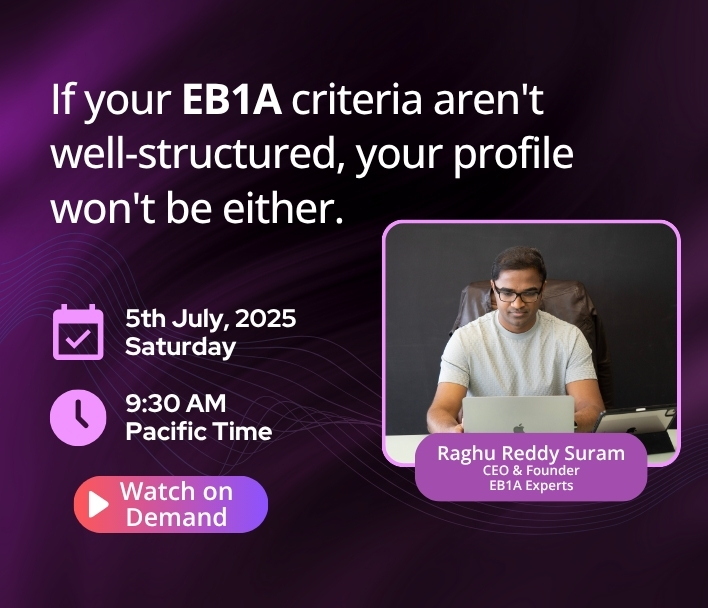 If your EB1A criteria aren't
well-structured, your profile
won't be either.
5th July, 2025
Saturday
9:30 AM
Pacific Time
Watch on
Demand
Raghu Reddy Suram
CEO & Founder
EB1A Experts